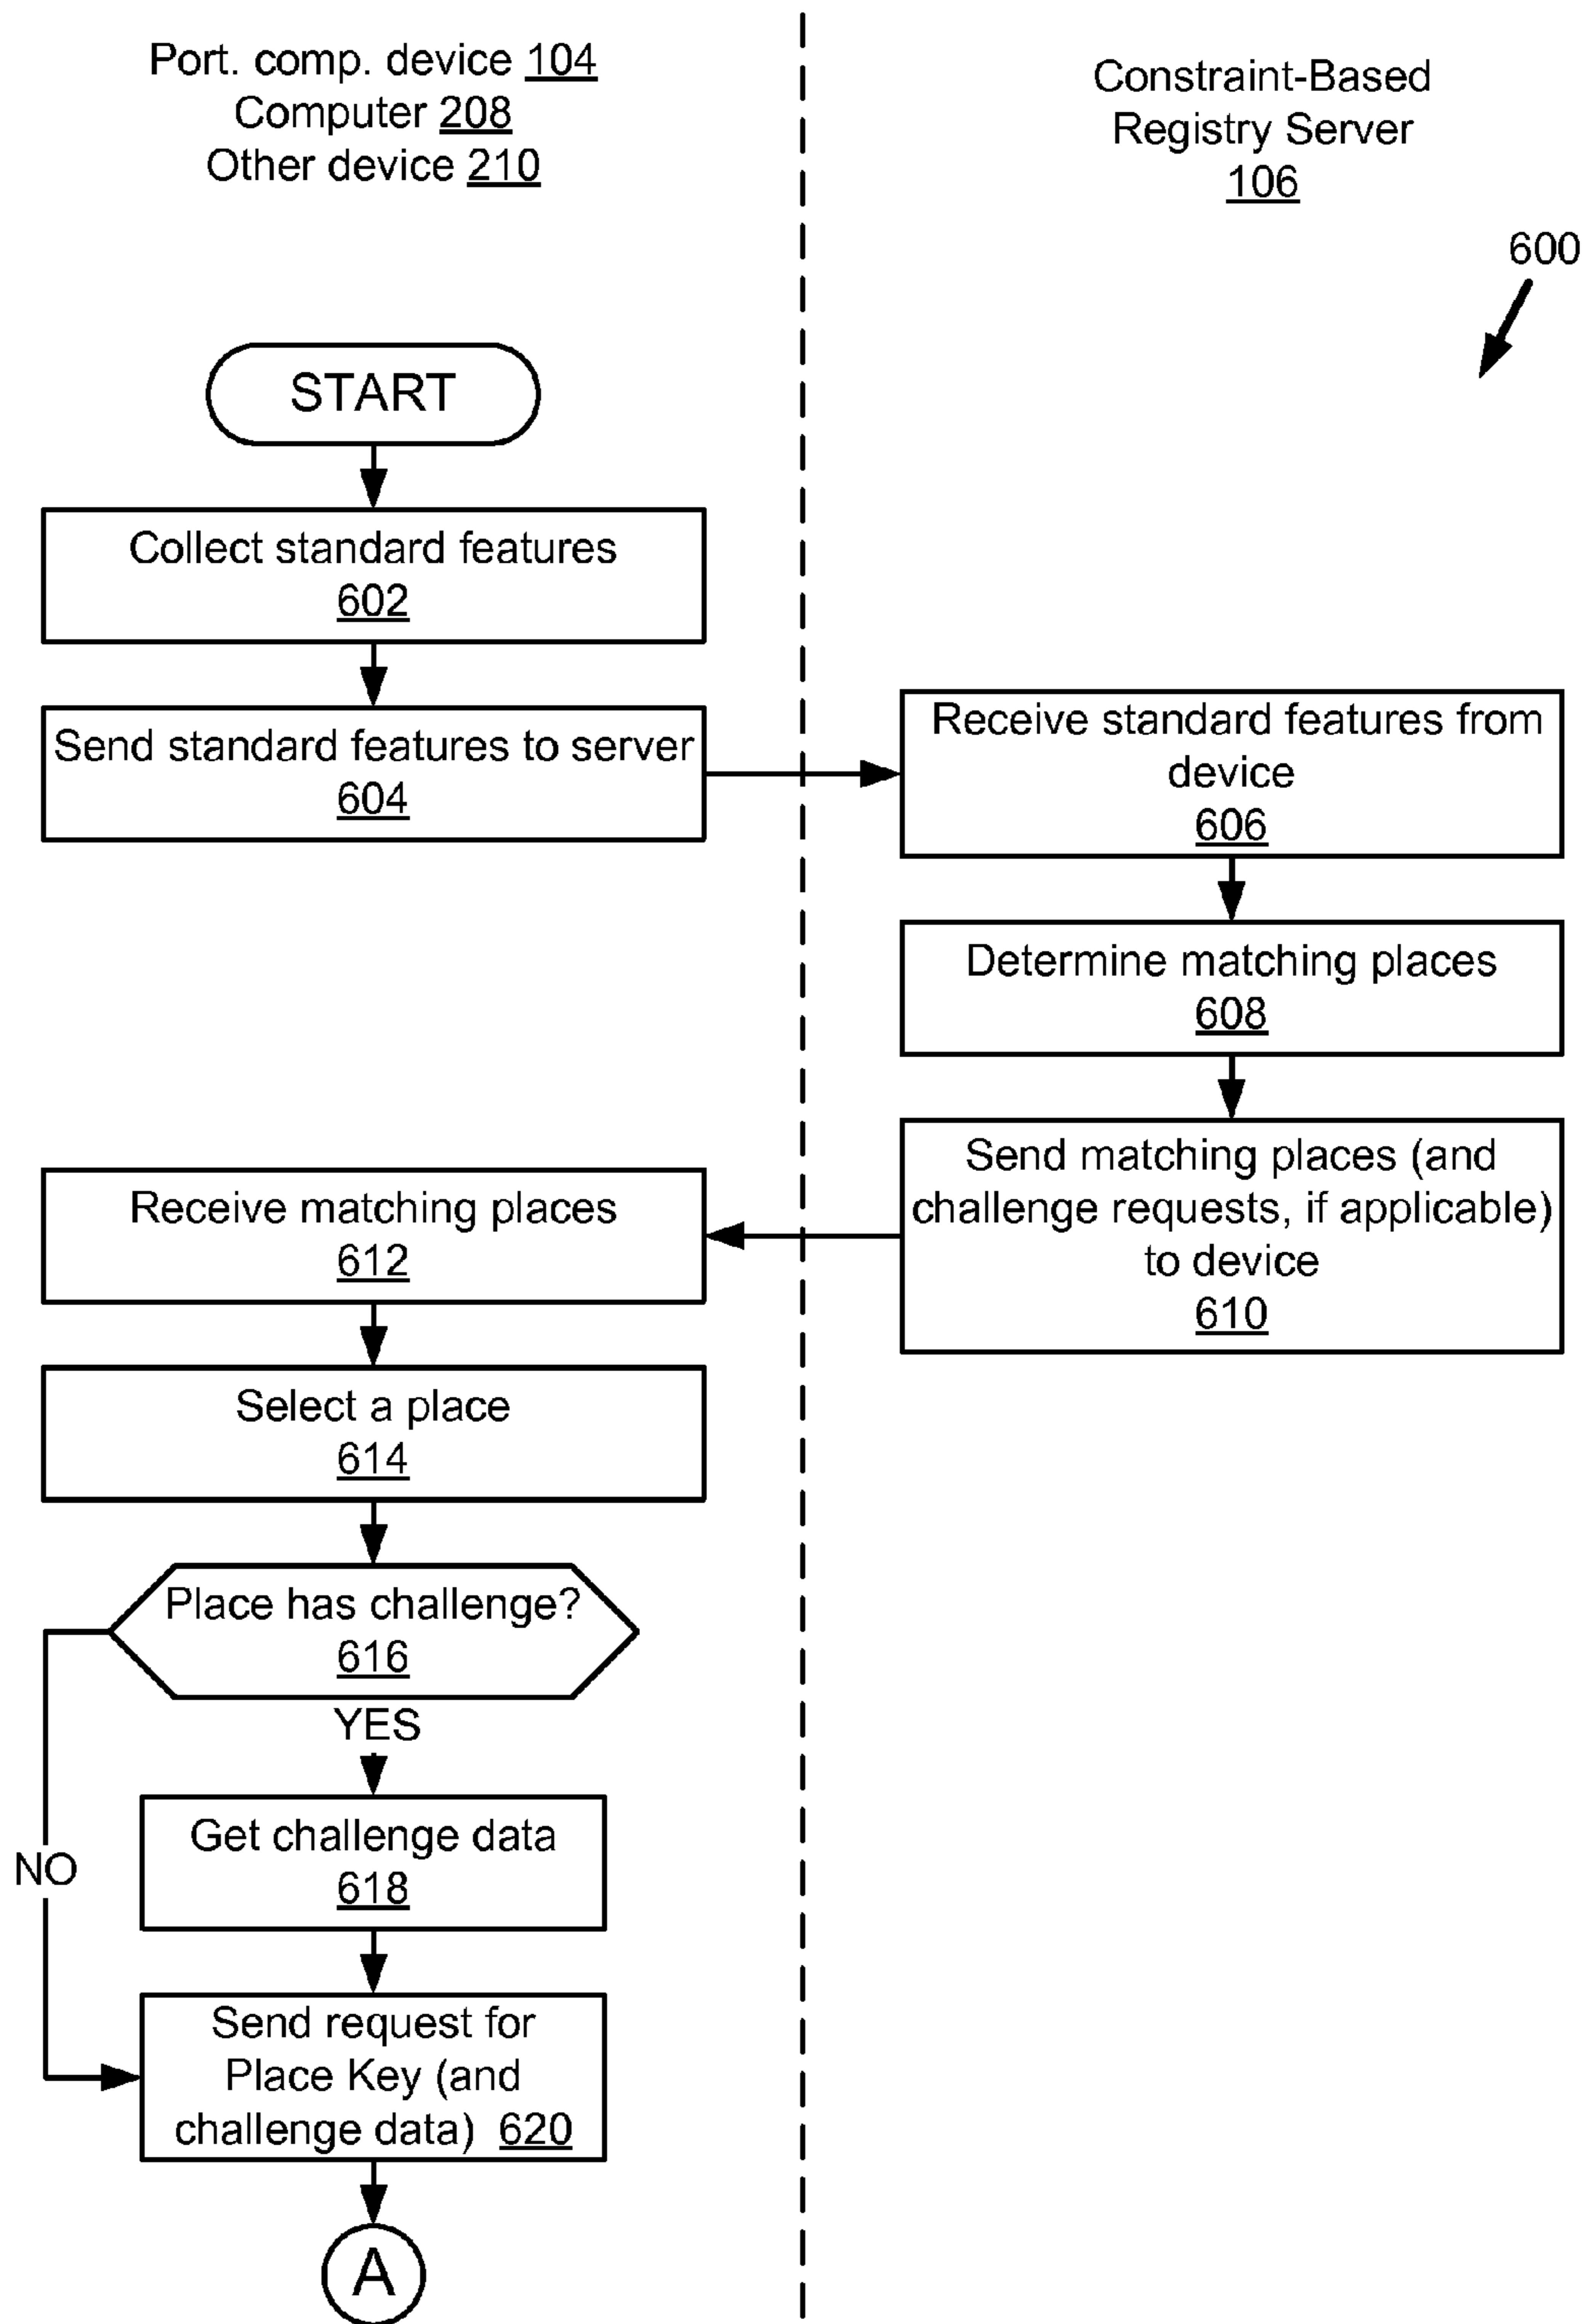 Port. comp. device 104
Computer 208
Other device 210
Constraint-Based
Registry Server
106
600
START
Collect standard features
602
Send standard features to server
604
Receive standard features from
device
606
Determine matching places
608
Send matching places (and
challenge requests, if applicable)
to device
610
Receive matching places
612
Select a place
614
Place has challenge?
616
YES
NO
Get challenge data
618
Send request for
Place Key (and
challenge data) 620
A